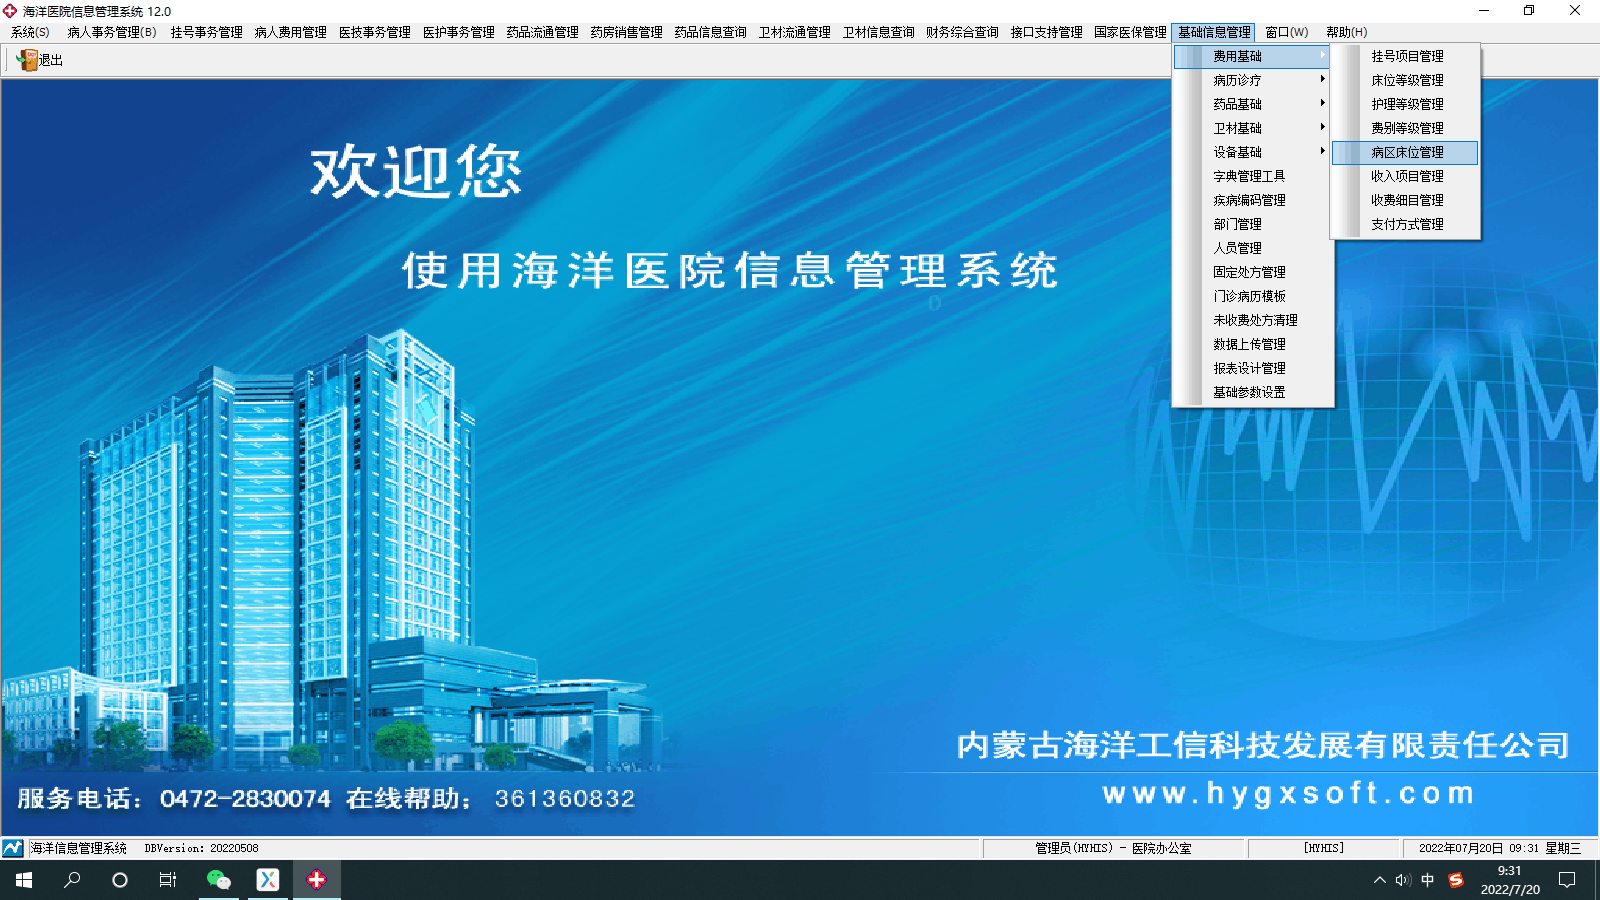 海洋医院信息管理系统 12.0
系统(S) 病人事务管理(B) 挂号事务管理 病人费用管理 医技事务管理 医护事务管理 药品流通管理 药房销售管理 药品信息查询 卫材流通管理 卫材信息查询 财务综合查询 接口支持管理 国家医保管理 基础信息管理 窗口(W) 帮助(H)
退出
费用基础
病历诊疗
药品基础
卫材基础
设备基础
字典管理工具
疾病编码管理
部门管理
人员管理
固定处方管理
门诊病历模板
未收费处方清理
数据上传管理
报表设计管理
基础参数设置
挂号项目管理
床位等级管理
护理等级管理
费别等级管理
病区床位管理
收入项目管理
收费细目管理
支付方式管理
欢迎您
使用海洋医院信息管理系统
内蒙古海洋工信科技发展有限责任公司
www.hygxsoft.com
服务电话：0472-2830074 在线帮助；361360832
海洋信息管理系统 DBVersion: 20220508 管理员(HYHIS) - 医院办公室 [HYHIS] 2022年07月20日 09:31 星期三
中
9:31
2022/7/20